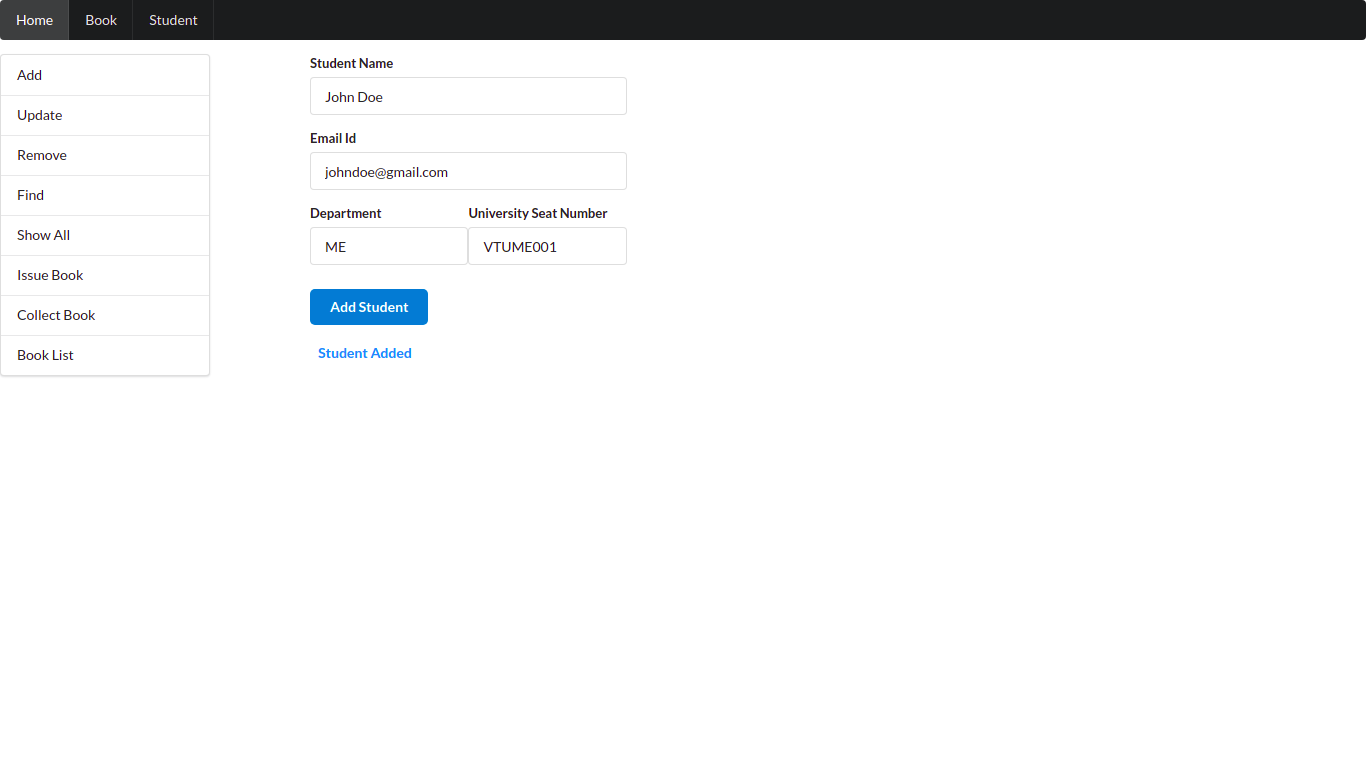 Home Book Student
Add
Update
Remove
Find
Show All
Issue Book
Collect Book
Book List
Student Name
John Doe
Email Id
johndoe@gmail.com
Department University Seat Number
ME VTUME001
Add Student
Student Added